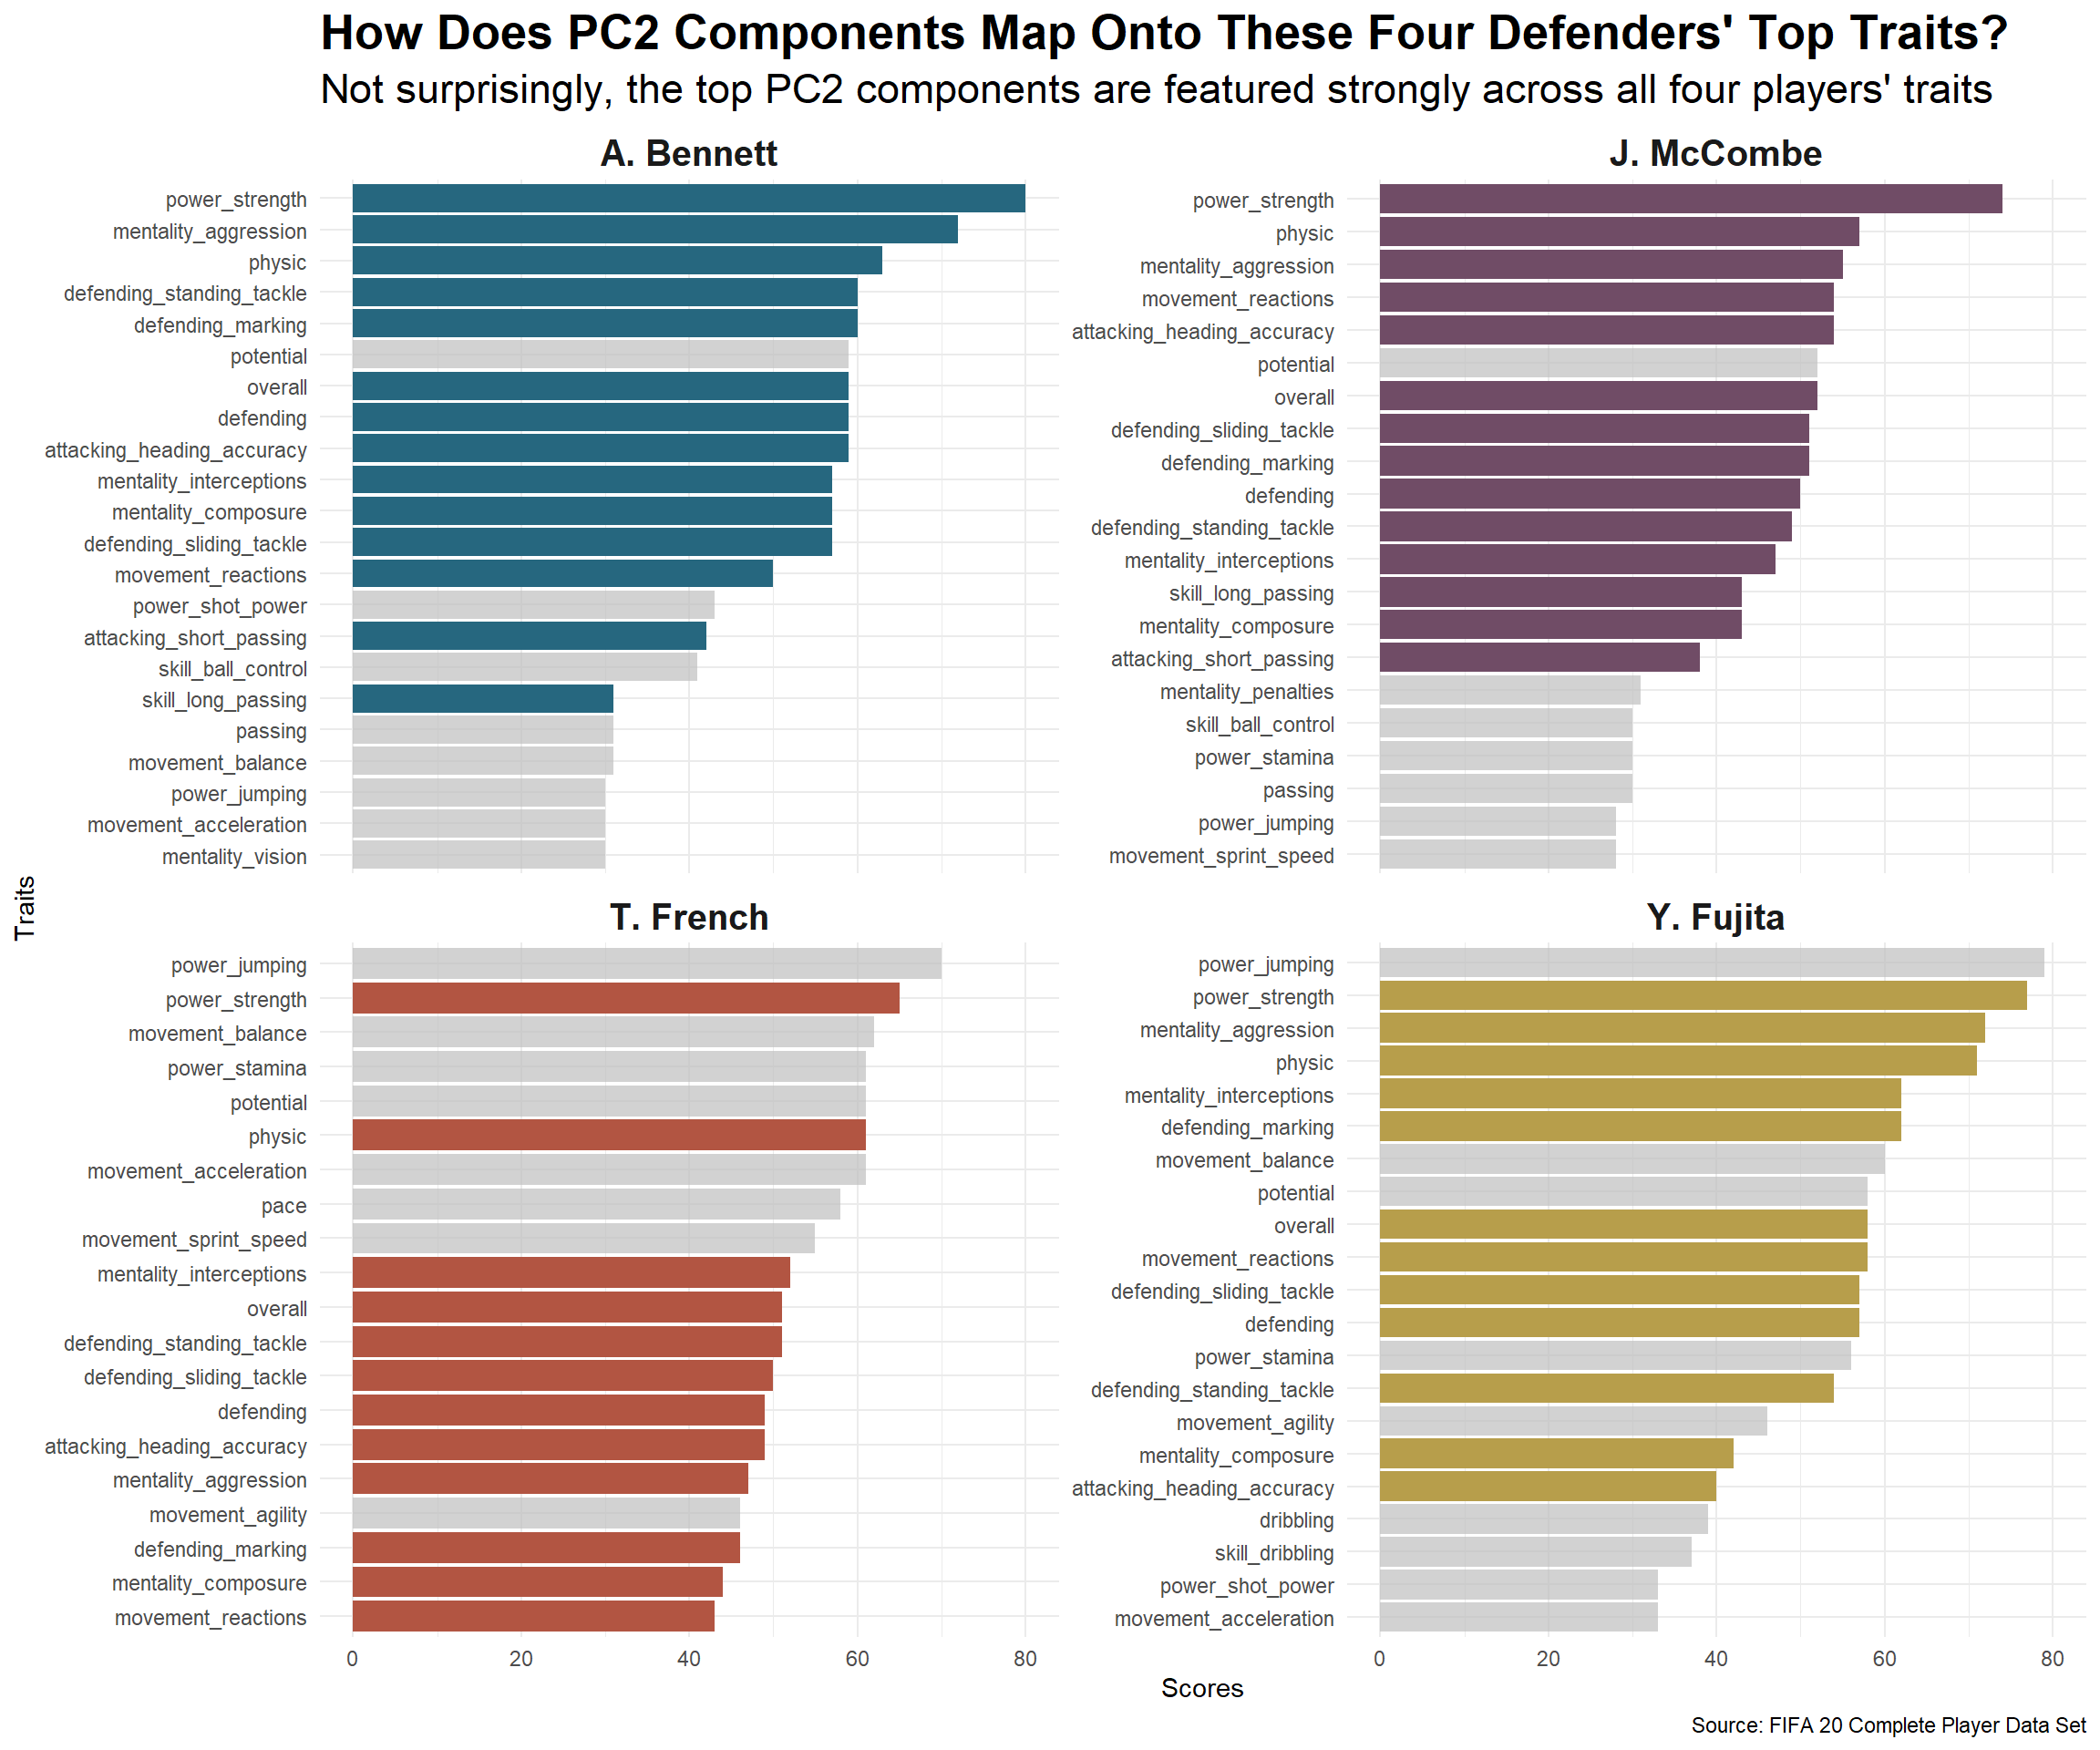 How Does PC2 Components Map Onto These Four Defenders' Top Traits?
Not surprisingly, the top PC2 components are featured strongly across all four players' traits
A. Bennett
power_strength
mentality_aggression
physic
defending_standing_tackle
defending_marking
potential
overall
defending
attacking_heading_accuracy
mentality_interceptions
mentality_composure
defending_sliding_tackle
movement_reactions
power_shot_power
attacking_short_passing
skill_ball_control
skill_long_passing
passing
movement_balance
power_jumping
movement_acceleration
mentality_vision
J. McCombe
power_strength
physic
mentality_aggression
movement_reactions
attacking_heading_accuracy
potential
overall
defending_sliding_tackle
defending_marking
defending
defending_standing_tackle
mentality_interceptions
skill_long_passing
mentality_composure
attacking_short_passing
mentality_penalties
skill_ball_control
power_stamina
passing
power_jumping
movement_sprint_speed
Traits
T. French
power_jumping
power_strength
movement_balance
power_stamina
potential
physic
movement_acceleration
pace
movement_sprint_speed
mentality_interceptions
overall
defending_standing_tackle
defending_sliding_tackle
defending
attacking_heading_accuracy
mentality_aggression
movement_agility
defending_marking
mentality_composure
movement_reactions
0 20 40 60 80
Y. Fujita
power_jumping
power_strength
mentality_aggression
physic
mentality_interceptions
defending_marking
movement_balance
potential
overall
movement_reactions
defending_sliding_tackle
defending
power_stamina
defending_standing_tackle
movement_agility
mentality_composure
attacking_heading_accuracy
dribbling
skill_dribbling
power_shot_power
movement_acceleration
0 20 40 60 80
Scores
Source: FIFA 20 Complete Player Data Set